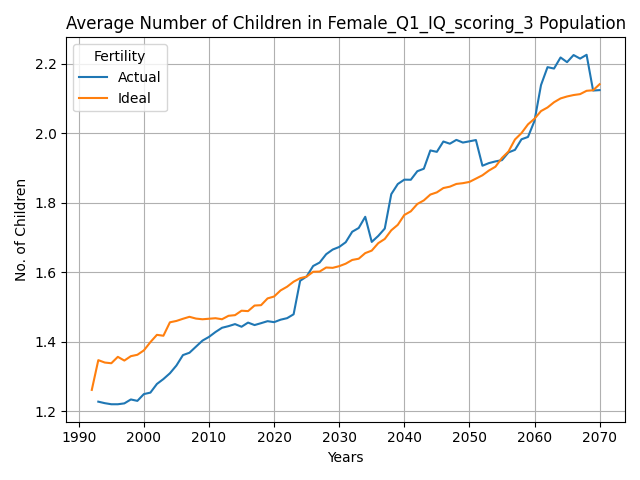 Average Number of Children in Female_Q1_IQ_scoring_3 Population
Fertility
Actual
Ideal
No. of Children
2.2
2.0
1.8
1.6
1.4
1.2
1990 2000 2010 2020 2030 2040 2050 2060 2070
Years